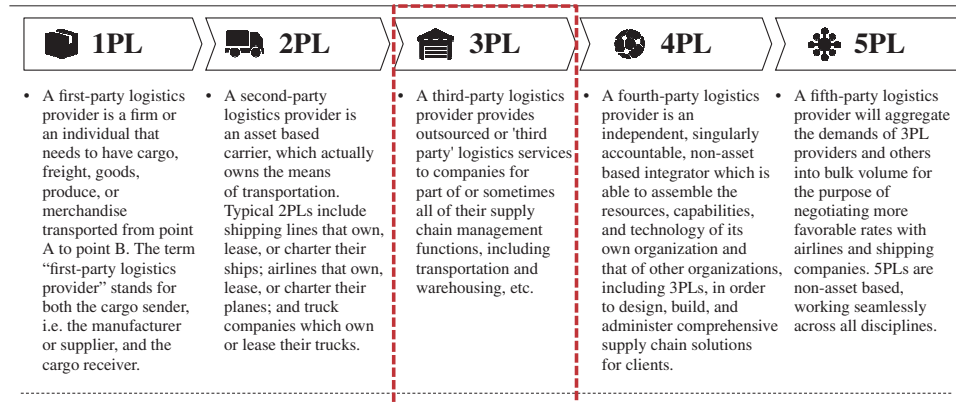 1PL
2PL
3PL
4PL
5PL
• A first-party logistics
provider is a firm or
an individual that
needs to have cargo,
freight, goods,
produce, or
merchandise
transported from point
A to point B. The term
“first-party logistics
provider” stands for
both the cargo sender,
i.e. the manufacturer
or supplier, and the
cargo receiver.
• A second-party
logistics provider is
an asset based
carrier, which actually
owns the means
of transportation.
Typical 2PLs include
shipping lines that own,
lease, or charter their
ships; airlines that own,
lease, or charter their
planes; and truck
companies which own
or lease their trucks.
• A third-party logistics
provider provides
outsourced or 'third
party' logistics services
to companies for
part of or sometimes
all of their supply
chain management
functions, including
transportation and
warehousing, etc.
• A fourth-party logistics
provider is an
independent, singularly
accountable, non-asset
based integrator which is
able to assemble the
resources, capabilities,
and technology of its
own organization and
that of other organizations,
including 3PLs, in order
to design, build, and
administer comprehensive
supply chain solutions
for clients.
• A fifth-party logistics
provider will aggregate
the demands of 3PL
providers and others
into bulk volume for
the purpose of
negotiating more
favorable rates with
airlines and shipping
companies. 5PLs are
non-asset based,
working seamlessly
across all disciplines.